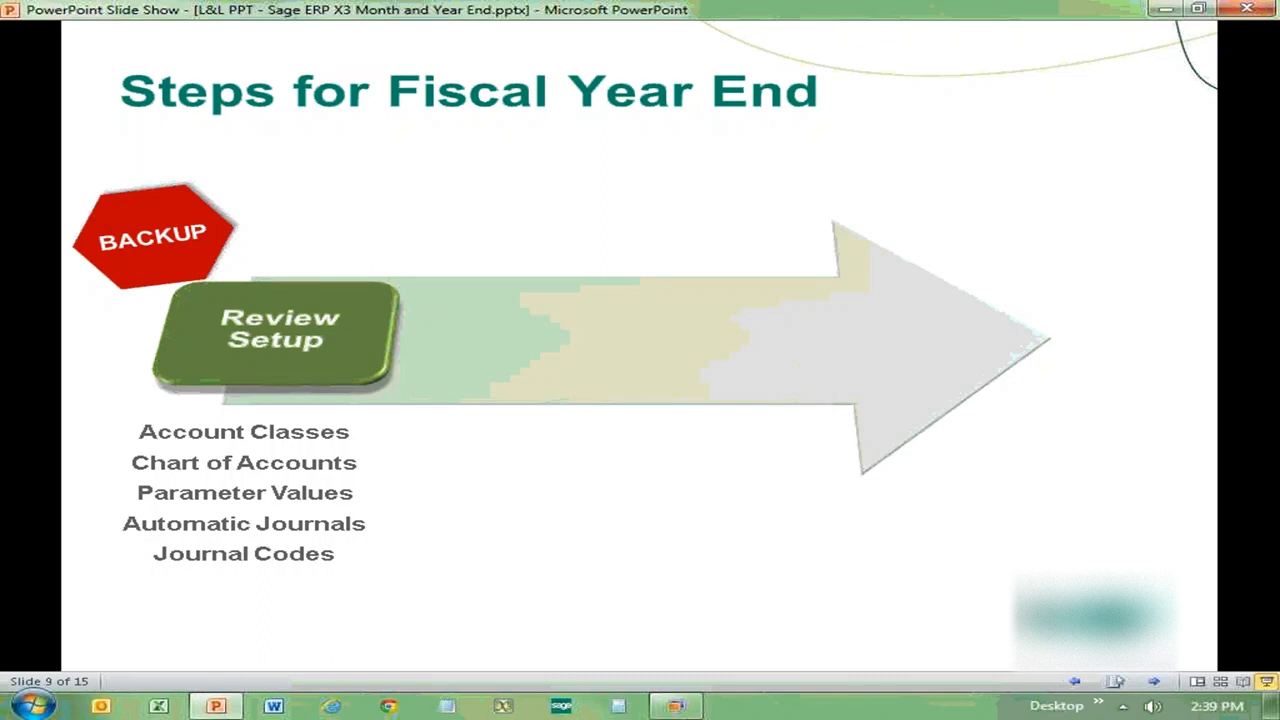 PowerPoint Slide Show - [L&L PPT - Sage ERP X3 Month and Year End.pptx] - Microsoft PowerPoint
Steps for Fiscal Year End
BACKUP
Review
Setup
Account Classes
Chart of Accounts
Parameter Values
Automatic Journals
Journal Codes
Slide 9 of 15
sage
Desktop
2:39 PM